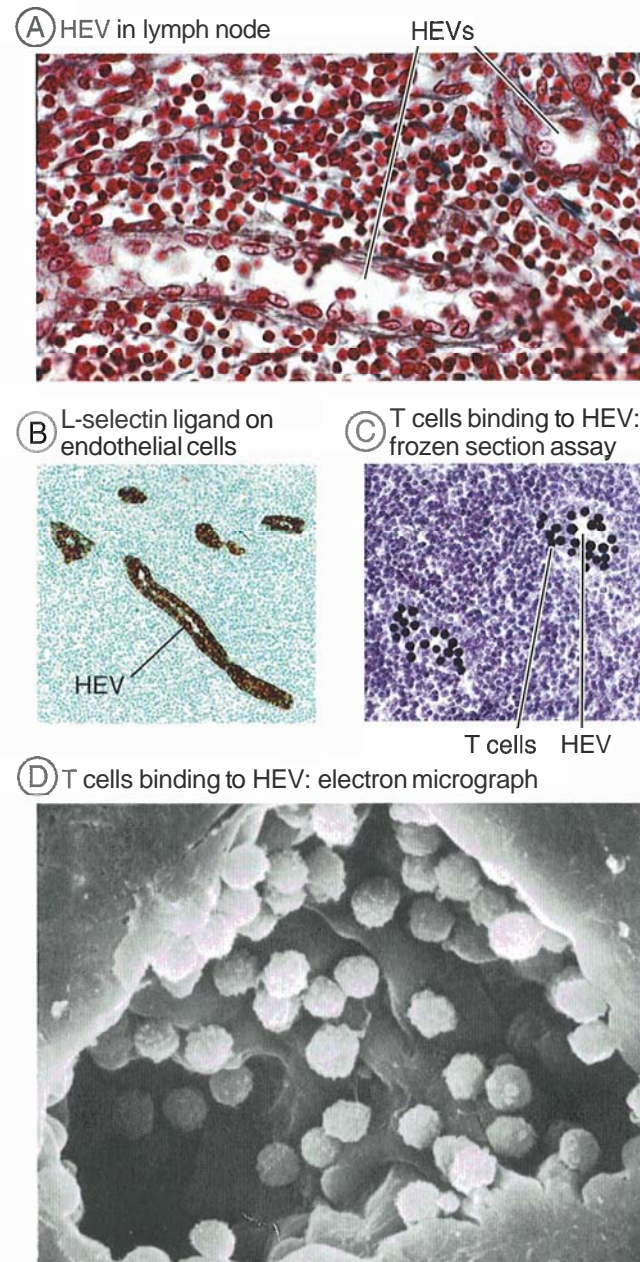 A HEV in lymph node
HEVs
B L-selectin ligand on
endothelial cells
HEV
C T cells binding to HEV:
frozen section assay
T cells HEV
D T cells binding to HEV: electron micrograph